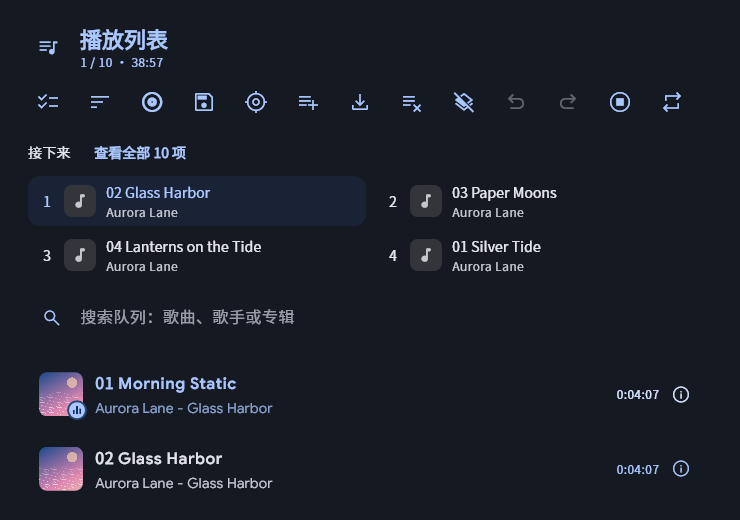 播放列表
1 / 10 • 38:57
接下来 查看全部 10 项
1 02 Glass Harbor
Aurora Lane
2 03 Paper Moons
Aurora Lane
3 04 Lanterns on the Tide
Aurora Lane
4 01 Silver Tide
Aurora Lane
搜索队列：歌曲、歌手或专辑
01 Morning Static
Aurora Lane - Glass Harbor
0:04:07
02 Glass Harbor
Aurora Lane - Glass Harbor
0:04:07